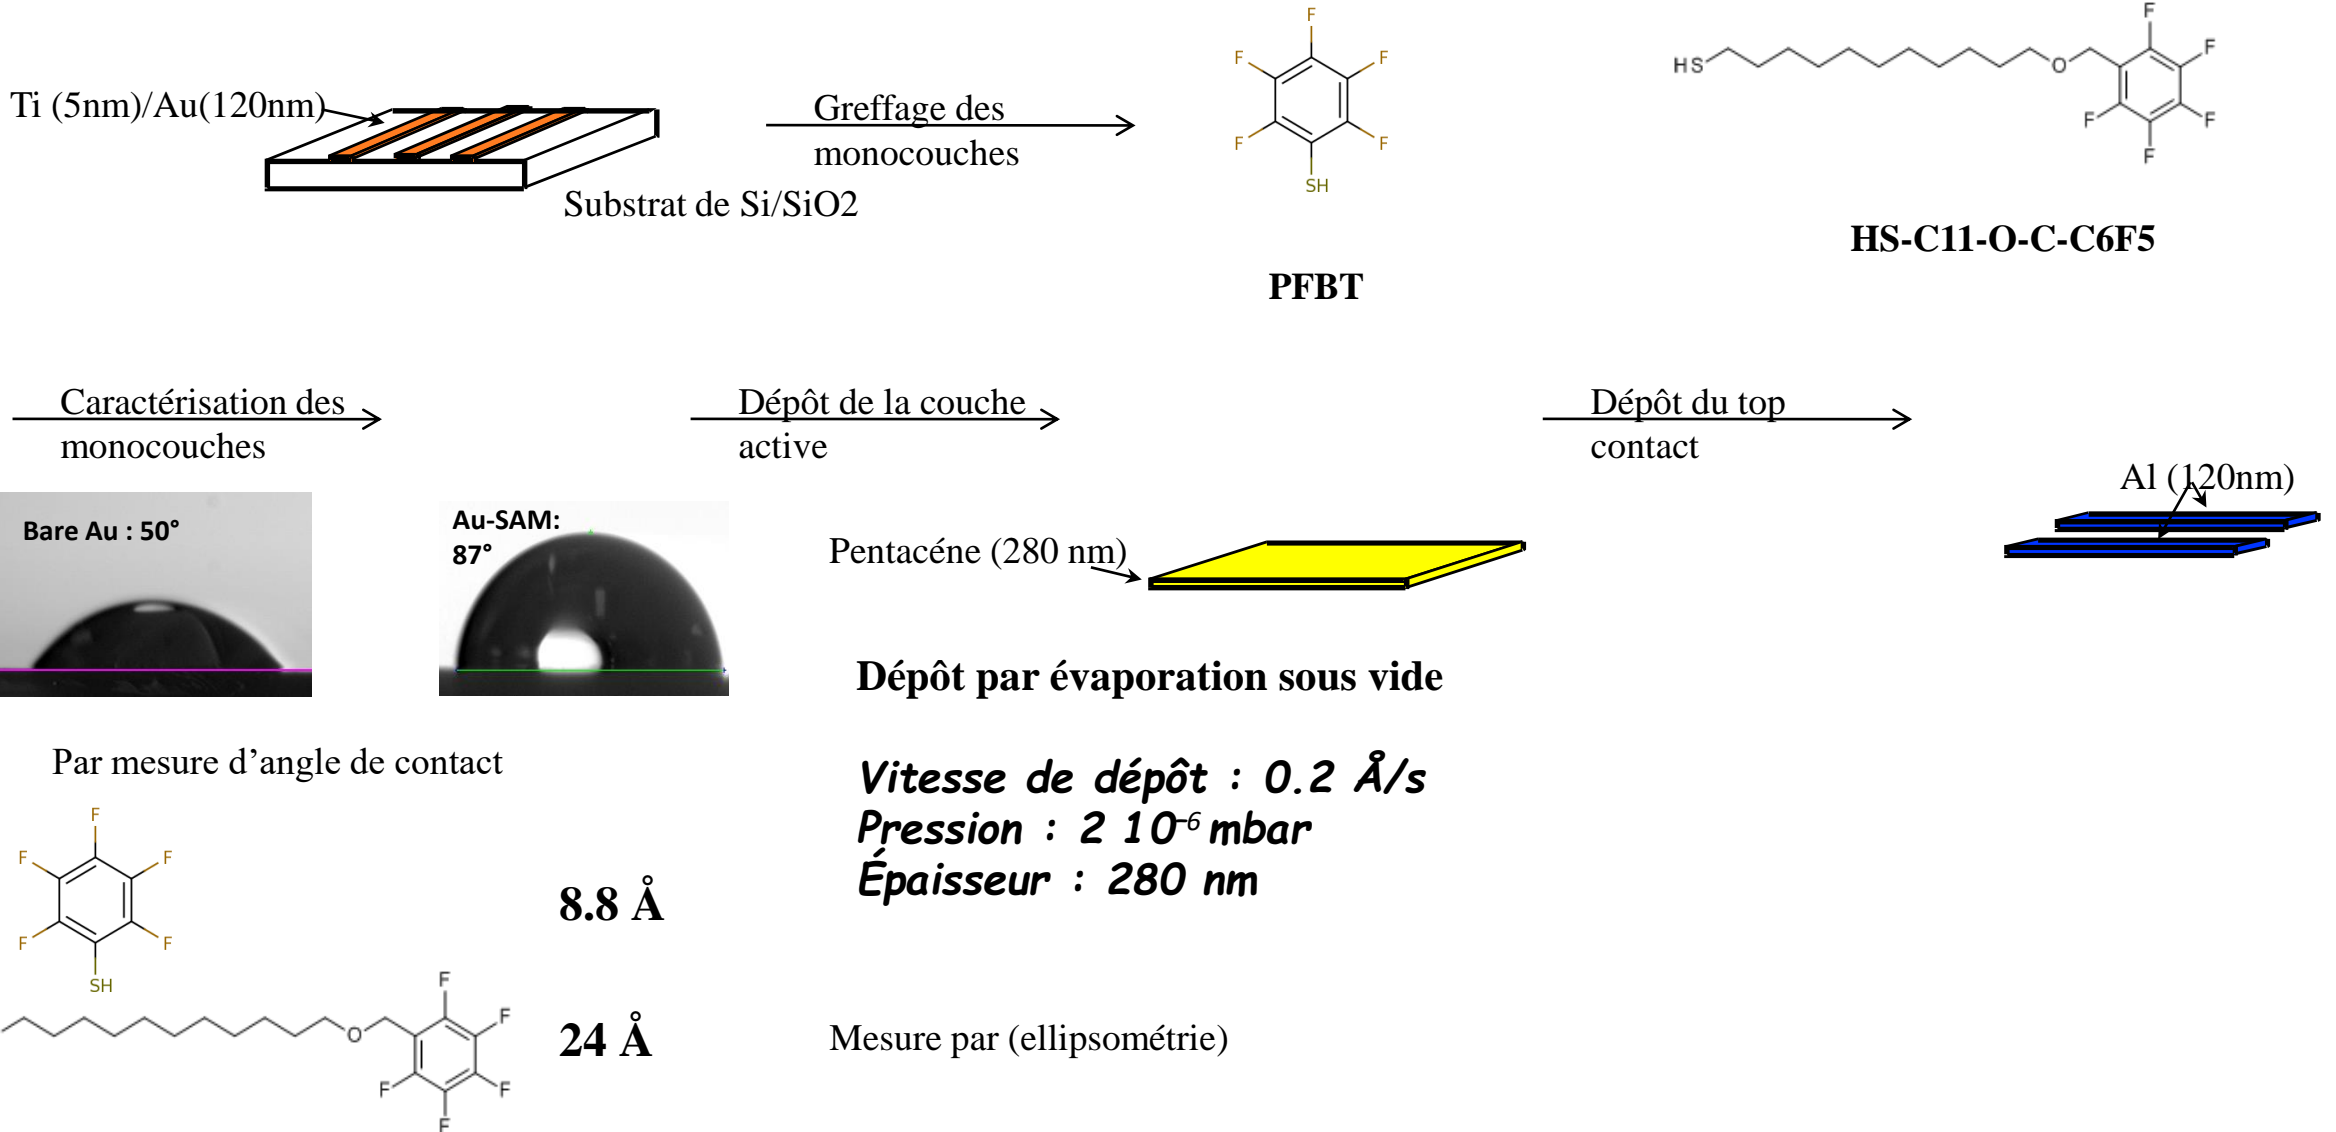 F
F
F
F
F
SH
HS
O
F
F
F
F
F
Ti (5nm)/Au(120nm)
Greffage des
monocouches
Substrat de Si/SiO2
PFBT
HS-C11-O-C-C6F5
Caractérisation des
monocouches
Dépôt de la couche
active
Dépôt du top
contact
Bare Au : 50°
Au-SAM:
87°
Pentacéne (280 nm)
Al (120nm)
Dépôt par évaporation sous vide
Par mesure d’angle de contact
Vitesse de dépôt : 0.2 Å/s
Pression : 2 10⁻⁶ mbar
Épaisseur : 280 nm
F
F
F
F
F
SH
8.8 Å
O
F
F
F
F
F
24 Å
Mesure par (ellipsométrie)